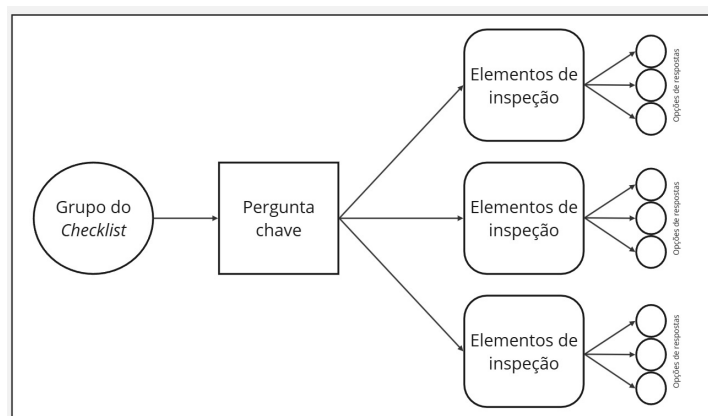 Grupo do
Checklist
Pergunta
chave
Elementos de
inspeção
Opções de respostas
Elementos de
inspeção
Opções de respostas
Elementos de
inspeção
Opções de respostas